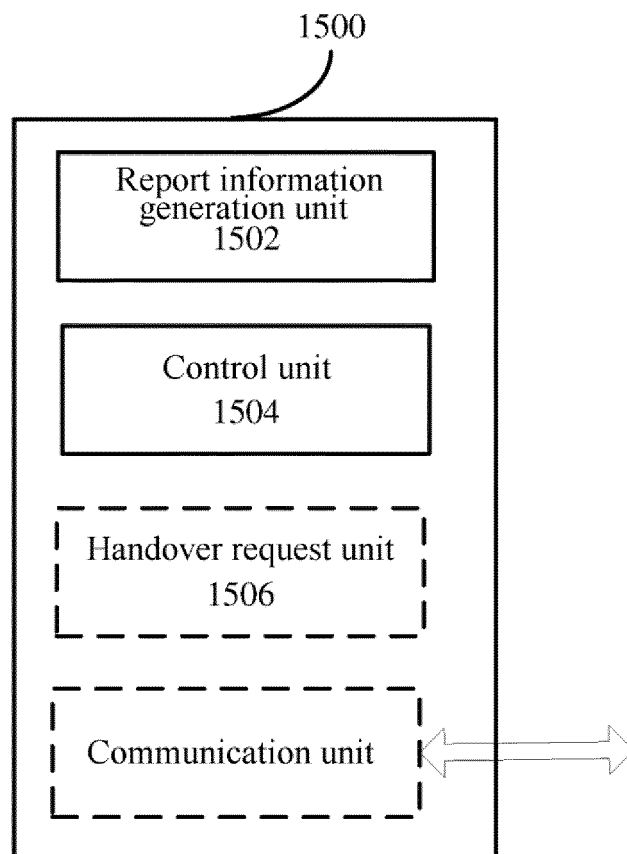 1500
Report information
generation unit
1502
Control unit
1504
Handover request unit
1506
Communication unit